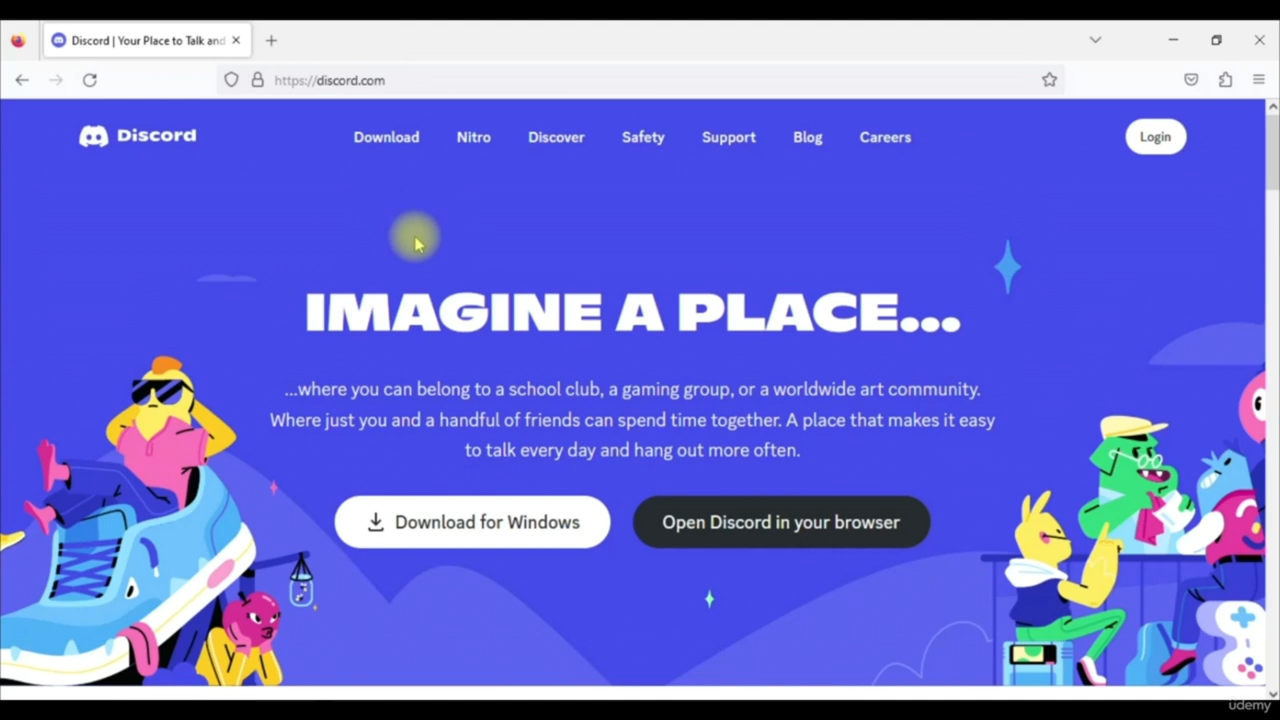 Discord | Your Place to Talk and
https://discord.com
Discord
Download
Nitro
Discover
Safety
Support
Blog
Careers
Login
IMAGINE A PLACE...
...where you can belong to a school club, a gaming group, or a worldwide art community.
Where just you and a handful of friends can spend time together. A place that makes it easy
to talk every day and hang out more often.
Download for Windows
Open Discord in your browser
ûdemy